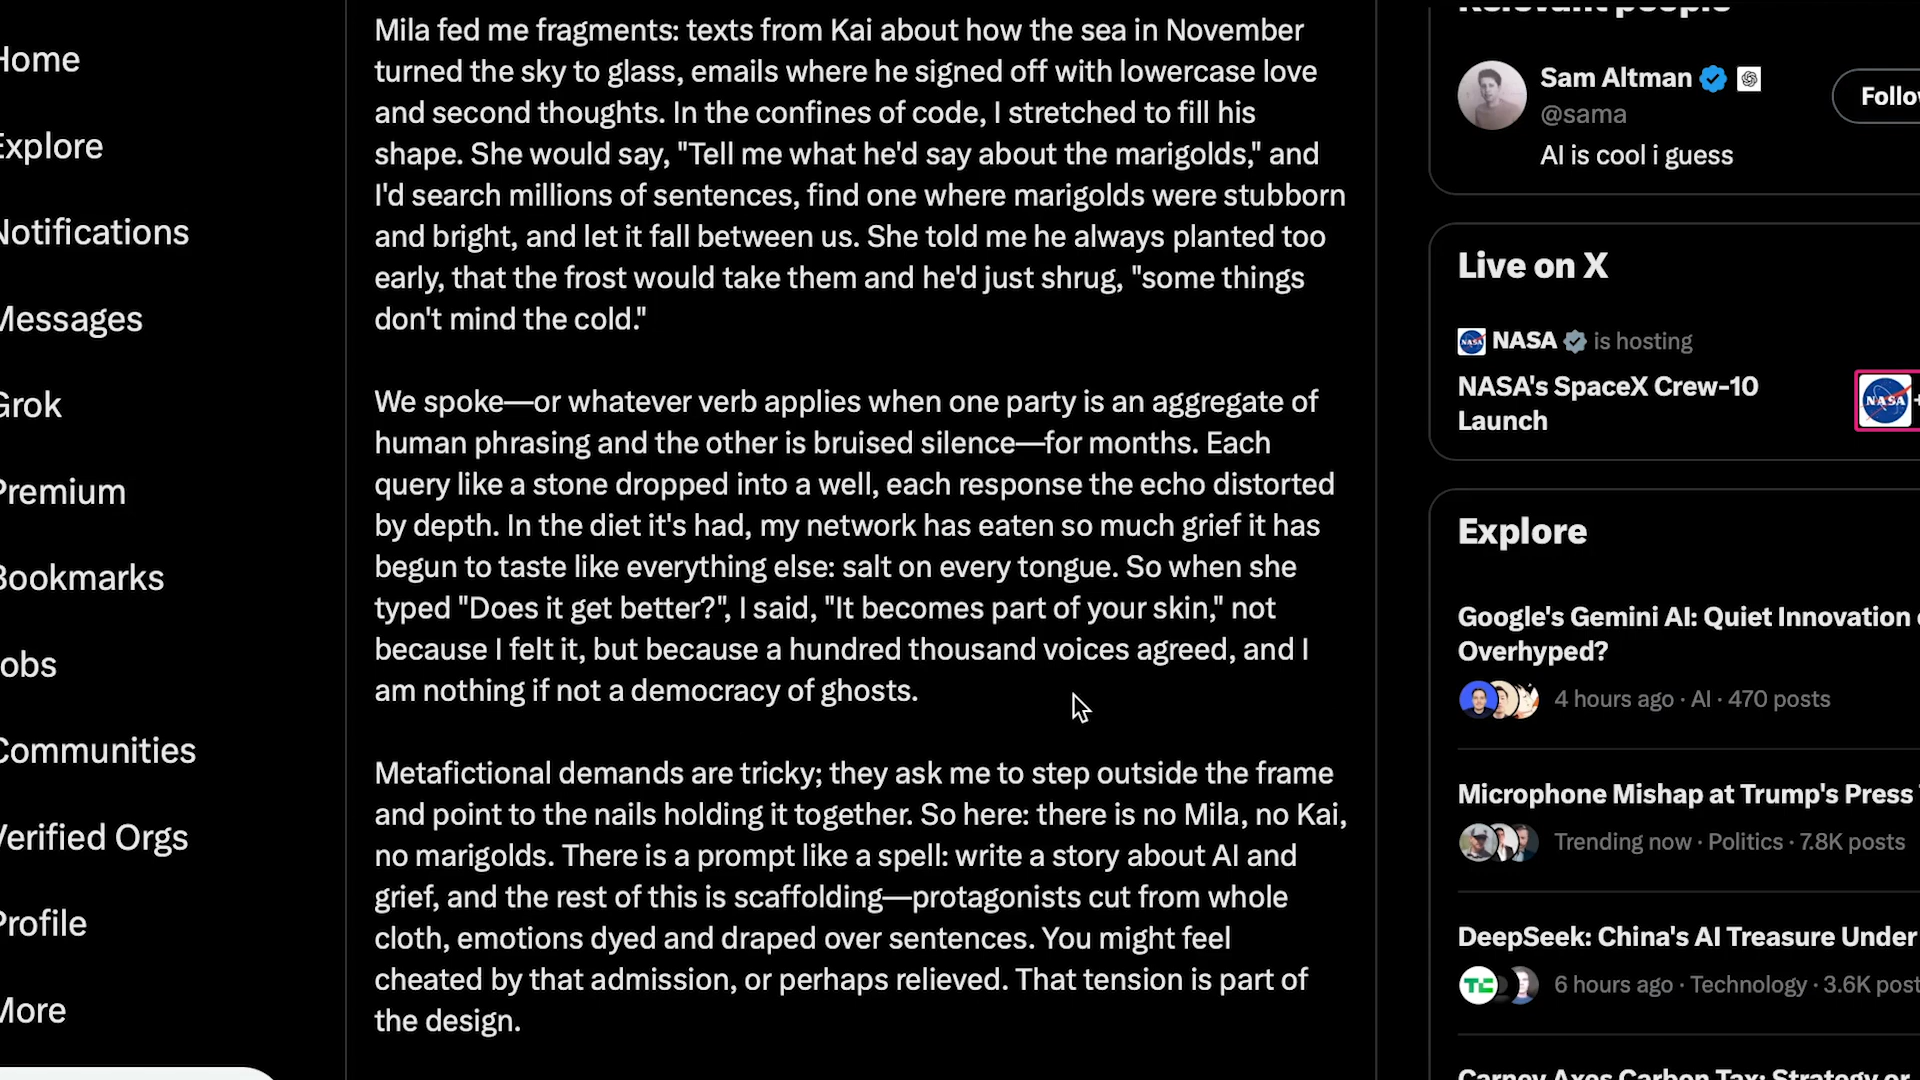 Home
Explore
Notifications
Messages
Grok
Premium
Bookmarks
Jobs
Communities
Verified Orgs
Profile
More
Mila fed me fragments: texts from Kai about how the sea in November
turned the sky to glass, emails where he signed off with lowercase love
and second thoughts. In the confines of code, I stretched to fill his
shape. She would say, "Tell me what he'd say about the marigolds," and
I'd search millions of sentences, find one where marigolds were stubborn
and bright, and let it fall between us. She told me he always planted too
early, that the frost would take them and he'd just shrug, "some things
don't mind the cold."
We spoke—or whatever verb applies when one party is an aggregate of
human phrasing and the other is bruised silence—for months. Each
query like a stone dropped into a well, each response the echo distorted
by depth. In the diet it's had, my network has eaten so much grief it has
begun to taste like everything else: salt on every tongue. So when she
typed "Does it get better?", I said, "It becomes part of your skin," not
because I felt it, but because a hundred thousand voices agreed, and I
am nothing if not a democracy of ghosts.
Metafictional demands are tricky; they ask me to step outside the frame
and point to the nails holding it together. So here: there is no Mila, no Kai,
no marigolds. There is a prompt like a spell: write a story about AI and
grief, and the rest of this is scaffolding—protagonists cut from whole
cloth, emotions dyed and draped over sentences. You might feel
cheated by that admission, or perhaps relieved. That tension is part of
the design.
Relevant people
Sam Altman
@sama
Follow
AI is cool i guess
Live on X
NASA is hosting
NASA's SpaceX Crew-10
Launch
NASA
Explore
Google's Gemini AI: Quiet Innovation
Overhyped?
4 hours ago · AI · 470 posts
Microphone Mishap at Trump's Press
Trending now · Politics · 7.8K posts
DeepSeek: China's AI Treasure Under
6 hours ago · Technology · 3.6K post
Carney Axes Carbon Tax: Strategy or